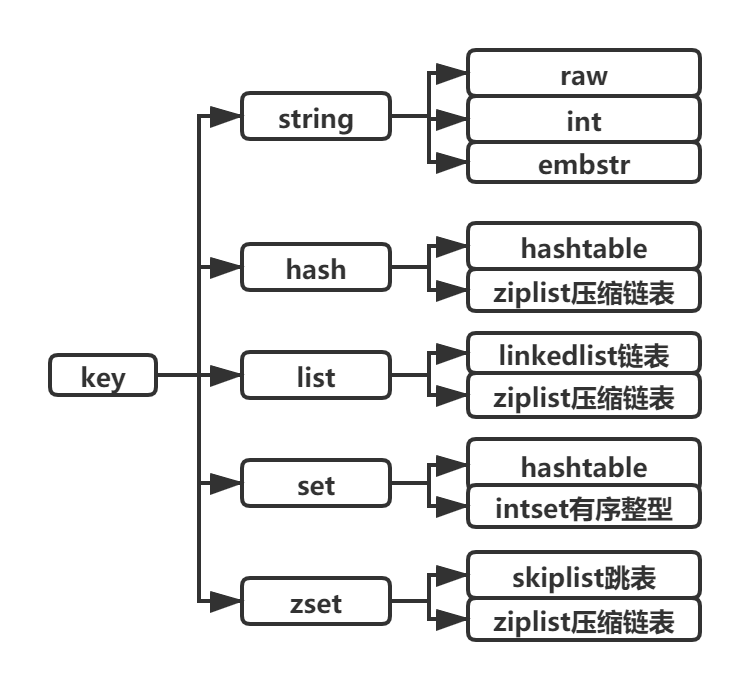 key
string
raw
int
embstr
hash
hashtable
ziplist压缩链表
list
linkedlist链表
ziplist压缩链表
set
hashtable
intset有序整型
zset
skiplist跳表
ziplist压缩链表